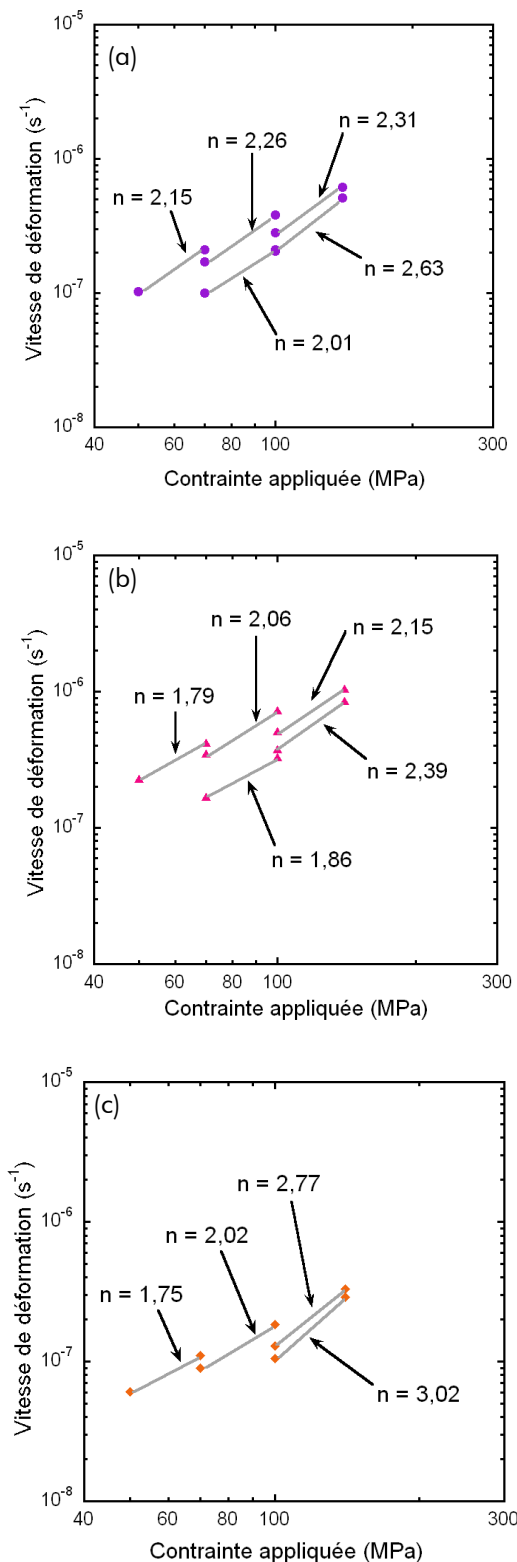 (a)
Vitesse de déformation (s⁻¹)
10⁻⁵
10⁻⁶
10⁻⁷
10⁻⁸
n = 2,15
n = 2,26
n = 2,31
n = 2,63
n = 2,01
40 60 80 100 300
Contrainte appliquée (MPa)
(b)
Vitesse de déformation (s⁻¹)
10⁻⁵
10⁻⁶
10⁻⁷
10⁻⁸
n = 1,79
n = 2,06
n = 2,15
n = 2,39
n = 1,86
40 60 80 100 300
Contrainte appliquée (MPa)
(c)
Vitesse de déformation (s⁻¹)
10⁻⁵
10⁻⁶
10⁻⁷
10⁻⁸
n = 1,75
n = 2,02
n = 2,77
n = 3,02
40 60 80 100 300
Contrainte appliquée (MPa)